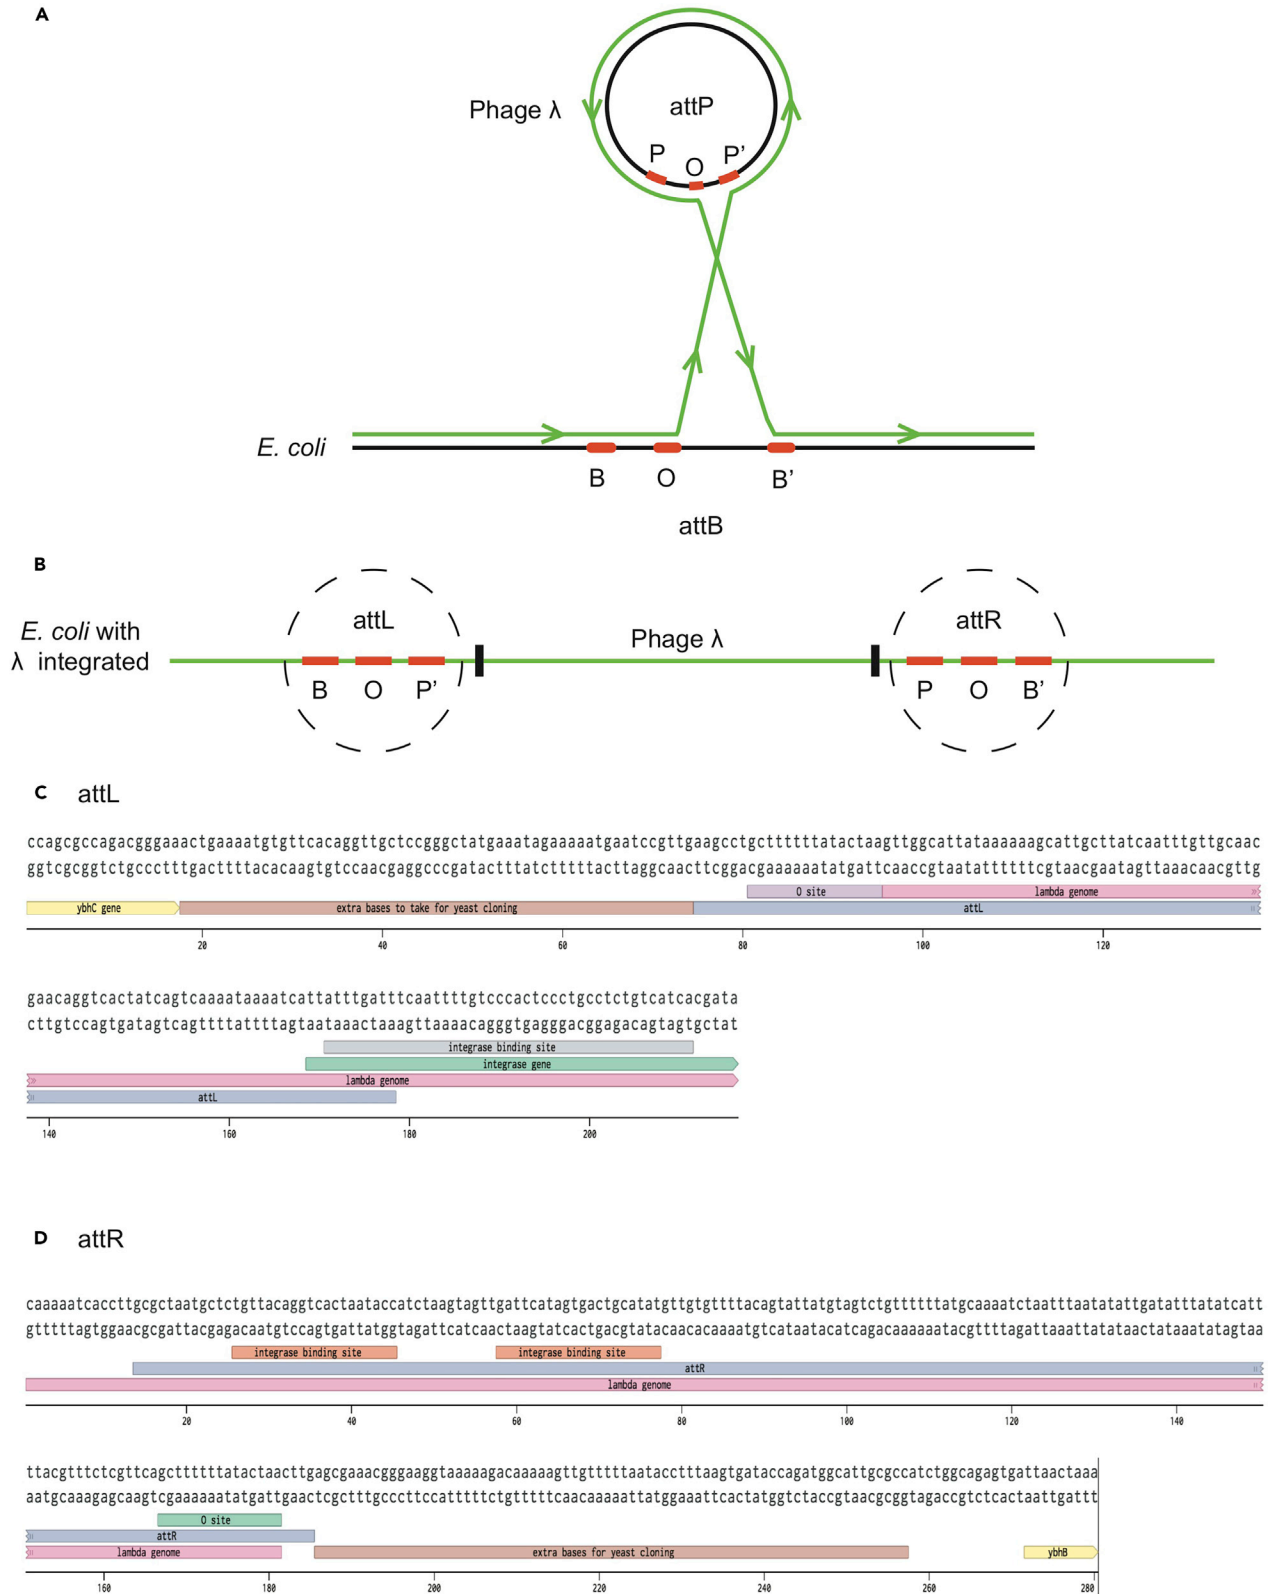 A
Phage λ
attP
P
O
P’
E. coli
B
O
B’
attB
B
E. coli with
λ integrated
attL
Phage λ
attR
B
O
P’
P
O
B’
C attL
ccagcgccagacgggaaactgaaaatgtgttcacaggttgctccgggctatgaaatagaaaaatgaatccgttgaagcctgcttttttatactaagttggcattataaaaaagcattgcttatcaatttgttgcaac
ggtcgcggtctgccctttgacttttacacaagtgtccaacgaggcccgatactttatctttttacttaggcaacttcggacgaaaaaatatgattcaaccgtaatattttttcgtaacgaatagttaaacaacgttg
O site lambda genome
ybhC gene extra bases to take for yeast cloning attL
20 40 60 80 100 120
gaacaggtcactatcagtcaaaataaaatcattatttgatttcaattttgtcccactccctgcctctgtcatcacgata
cttgtccagtgatagtcagttttattttagtaataaactaaagttaaaacagggtgagggacggagacagtagtgctat
integrase binding site
integrase gene
lambda genome
attL
140 160 180 200
D attR
caaaaatcaccttgcgctaatgctctgttacaggtcactaataccatctaagtagttgattcatagtgactgcatatgttgtgttttacagtattatgtagtctgttttttatgcaaaatctaatttaatatattgatatttatatcatt
gtttttagtggaacgcgattacgagacaatgtccagtgattatggtagattcatcaactaagtatcactgacgtatacaacacaaaatgtcataatacatcagacaaaaaatacgttttagattaaattatataactataaatatagtaa
integrase binding site integrase binding site
attR
lambda genome
20 40 60 80 100 120 140
ttacgtttctcgttcagcttttttatactaacttgagcgaaacgggaaggtaaaaagacaaaaagttgtttttaatacctttaagtgataccagatggcattgcgccatctggcagagtgattaactaaa
aatgcaaagagcaagtcgaaaaaatatgattgaactcgctttgcccttccatttttctgtttttcaacaaaaattatggaaattcactatggtctaccgtaacgcggtagaccgtctcactaattgattt
O site
attR
lambda genome extra bases for yeast cloning ybhB
160 180 200 220 240 260 280